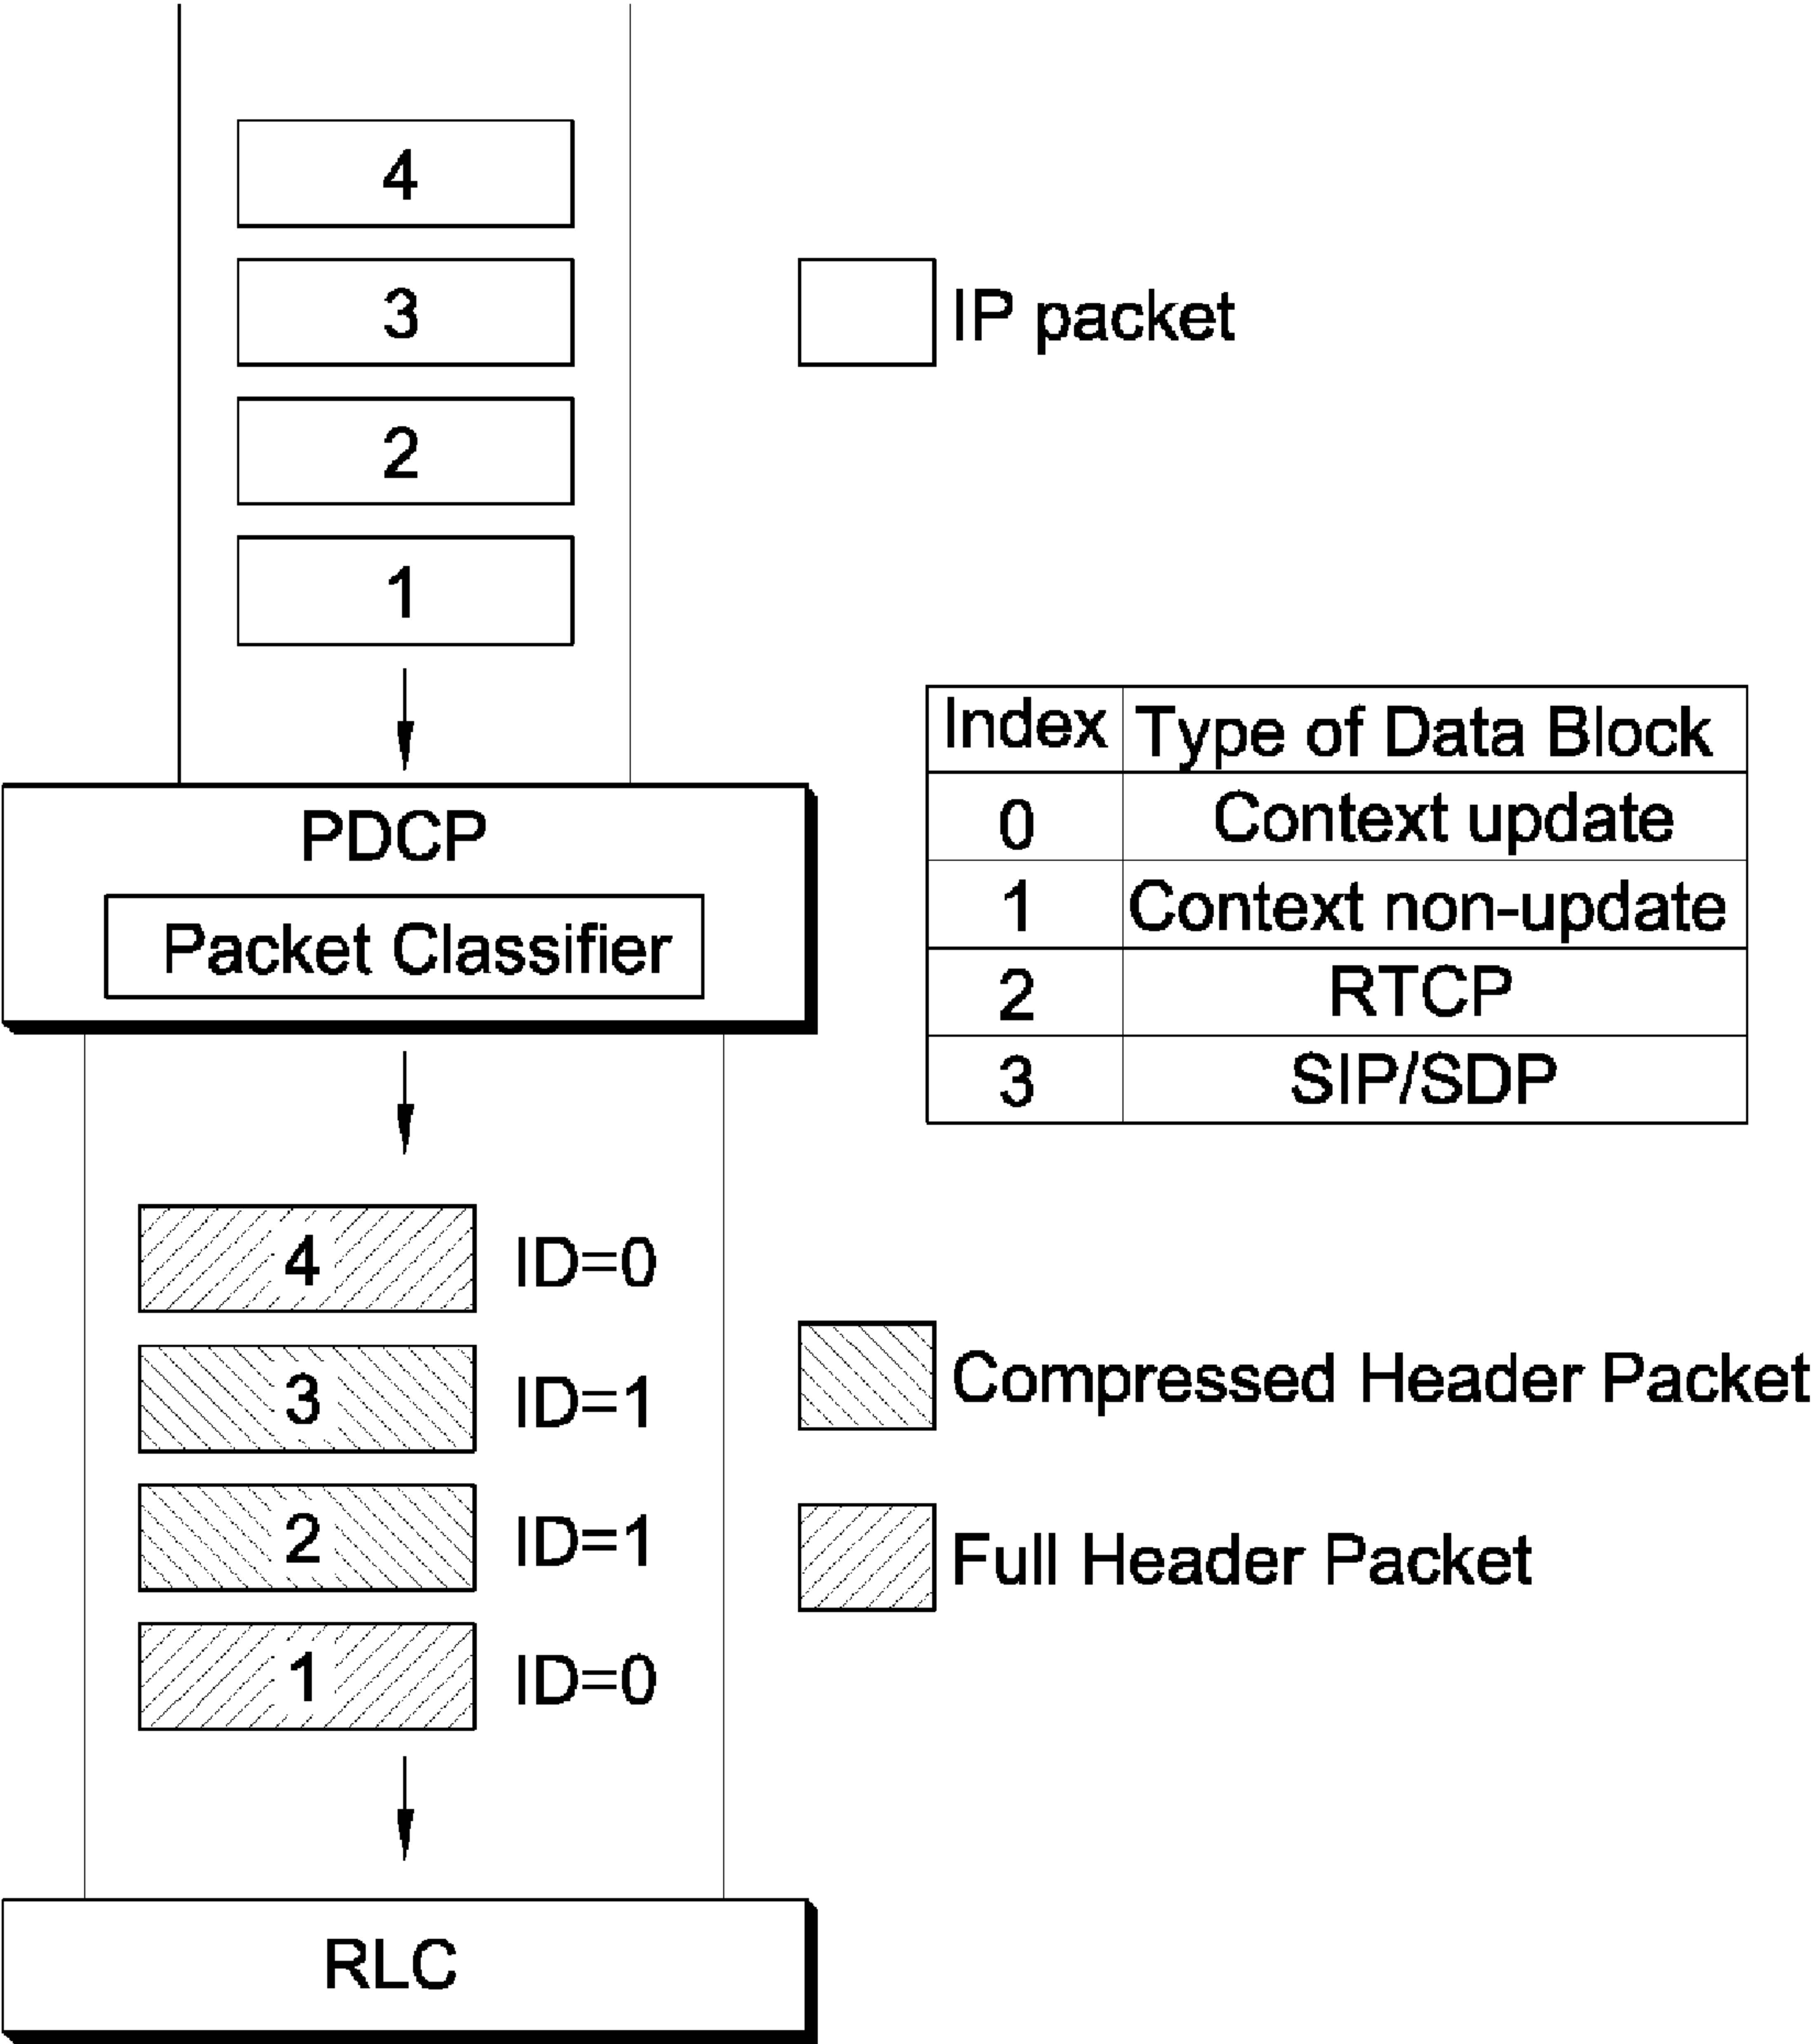 4
3
IP packet
2
1
Index Type of Data Block
0 Context update
1 Context non-update
2 RTCP
3 SIP/SDP
PDCP
Packet Classifier
4 ID=0
3 ID=1
2 ID=1
1 ID=0
Compressed Header Packet
Full Header Packet
RLC